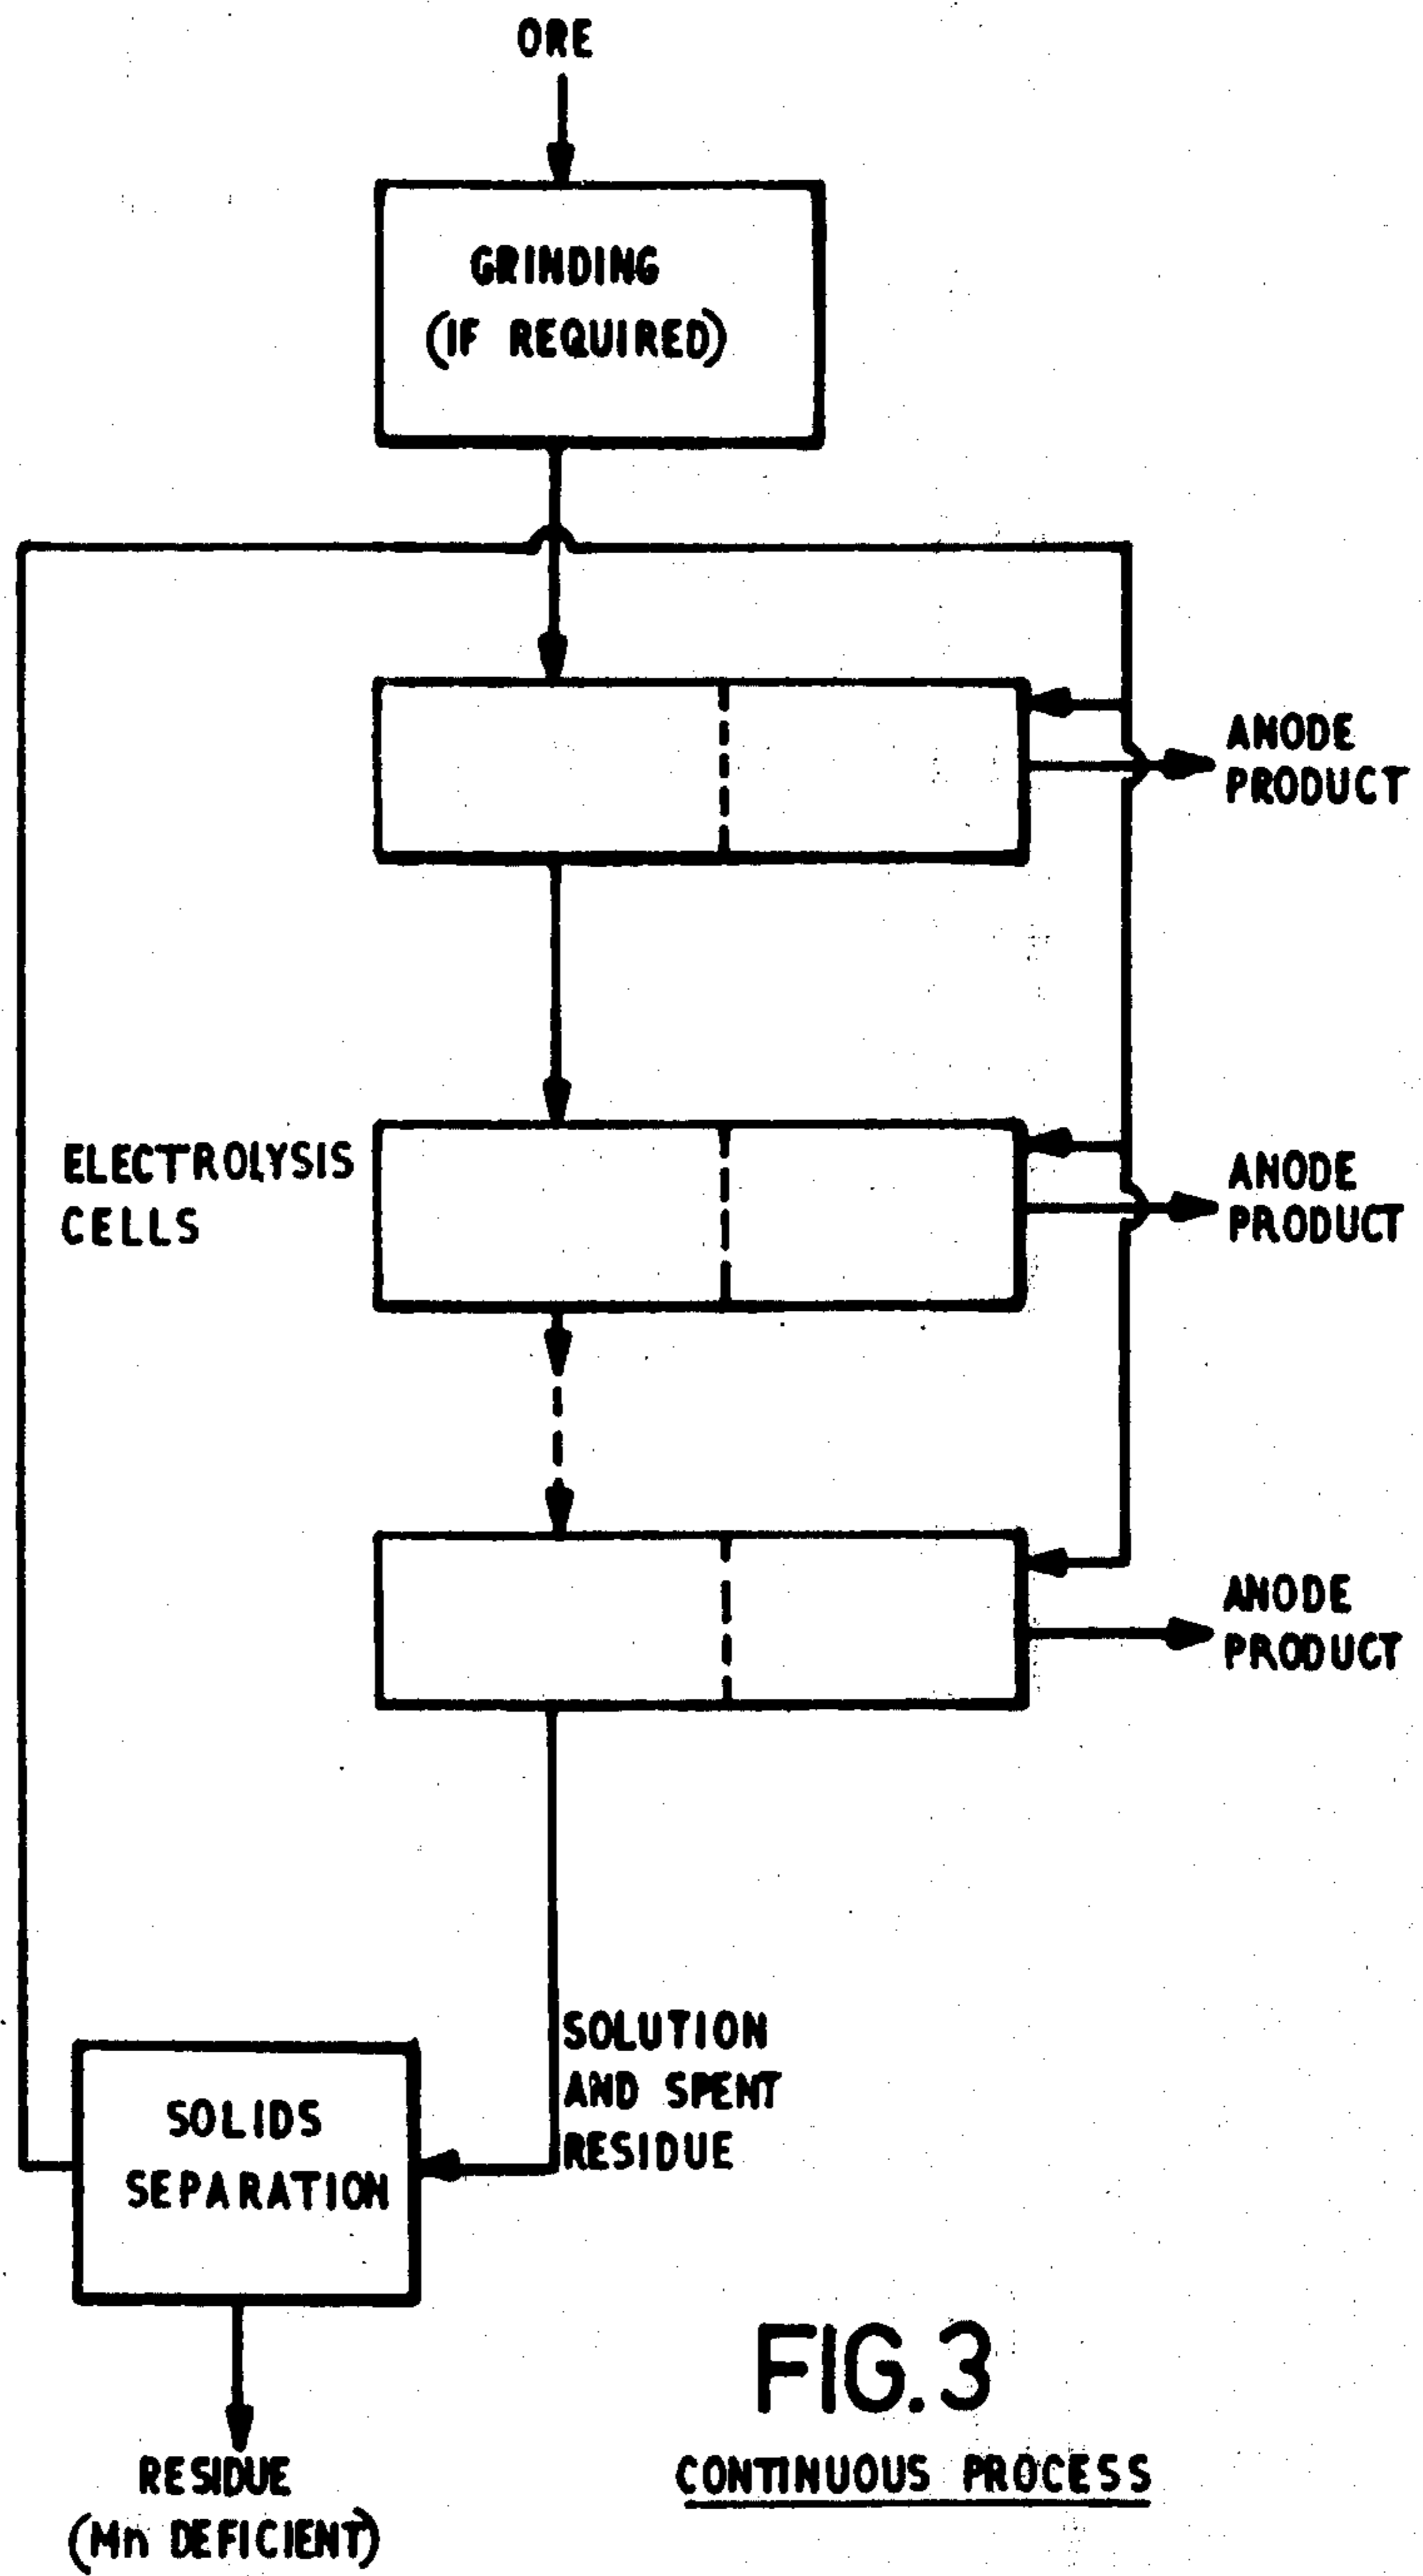 ORE
GRINDING
(IF REQUIRED)
ANODE
PRODUCT
ELECTROLYSIS
CELLS
ANODE
PRODUCT
ANODE
PRODUCT
SOLUTION
AND SPENT
RESIDUE
SOLIDS
SEPARATION
RESIDUE
(Mn DEFICIENT)
FIG.3
CONTINUOUS PROCESS